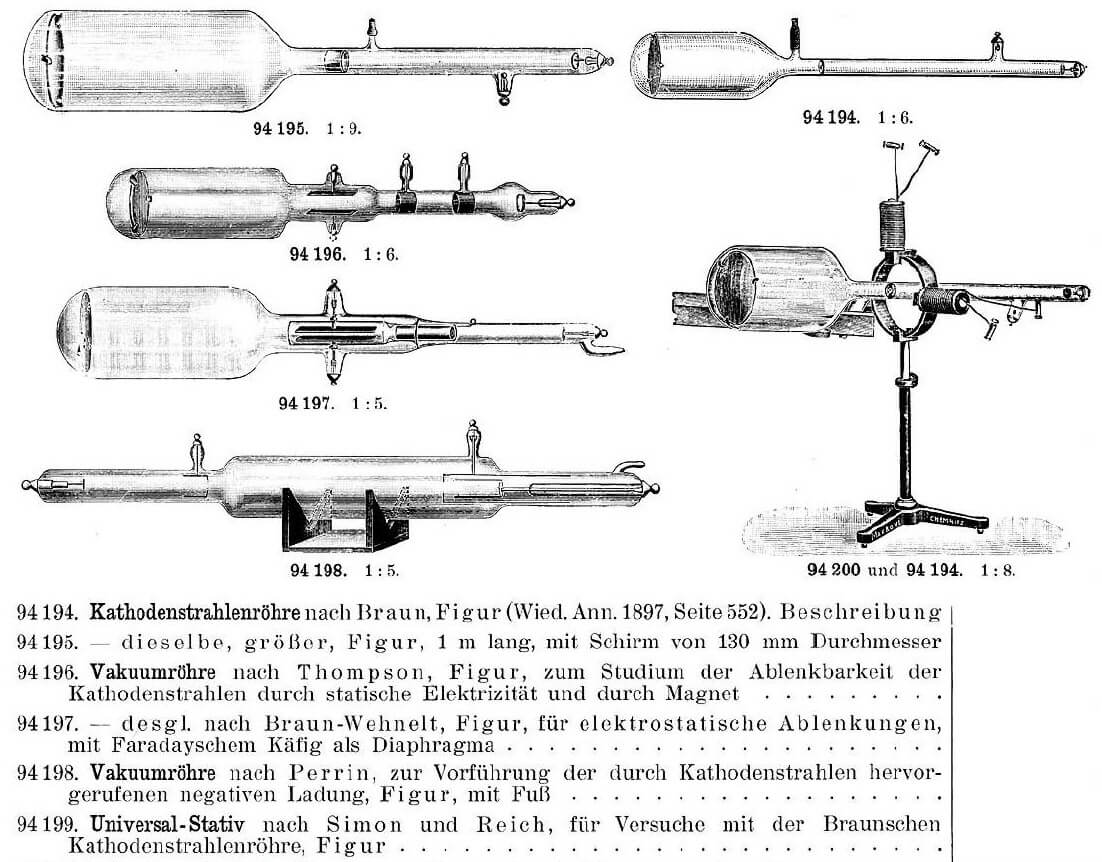 94 195. 1 : 9.
94 194. 1 : 6.
94 196. 1 : 6.
94 197. 1 : 5.
94 198. 1 : 5.
CHEMNITZ
94 200 und 94 194. 1 : 8.
94 194. Kathodenstrahlenröhre nach Braun, Figur (Wied. Ann. 1897, Seite 552). Beschreibung
94 195. — dieselbe, größer, Figur, 1 m lang, mit Schirm von 130 mm Durchmesser
94 196. Vakuumröhre nach Thompson, Figur, zum Studium der Ablenkbarkeit der
Kathodenstrahlen durch statische Elektrizität und durch Magnet . . . . . . . . .
94 197. — desgl. nach Braun-Wehnelt, Figur, für elektrostatische Ablenkungen,
mit Faradayschem Käfig als Diaphragma . . . . . . . . . . . . . . . . . . . . .
94 198. Vakuumröhre nach Perrin, zur Vorführung der durch Kathodenstrahlen hervor-
gerufenen negativen Ladung, Figur, mit Fuß . . . . . . . . . . . . . . . . . .
94 199. Universal-Stativ nach Simon und Reich, für Versuche mit der Braunschen
Kathodenstrahlenröhre, Figur . . . . . . . . . . . . . . . . . . . . . . . . . .